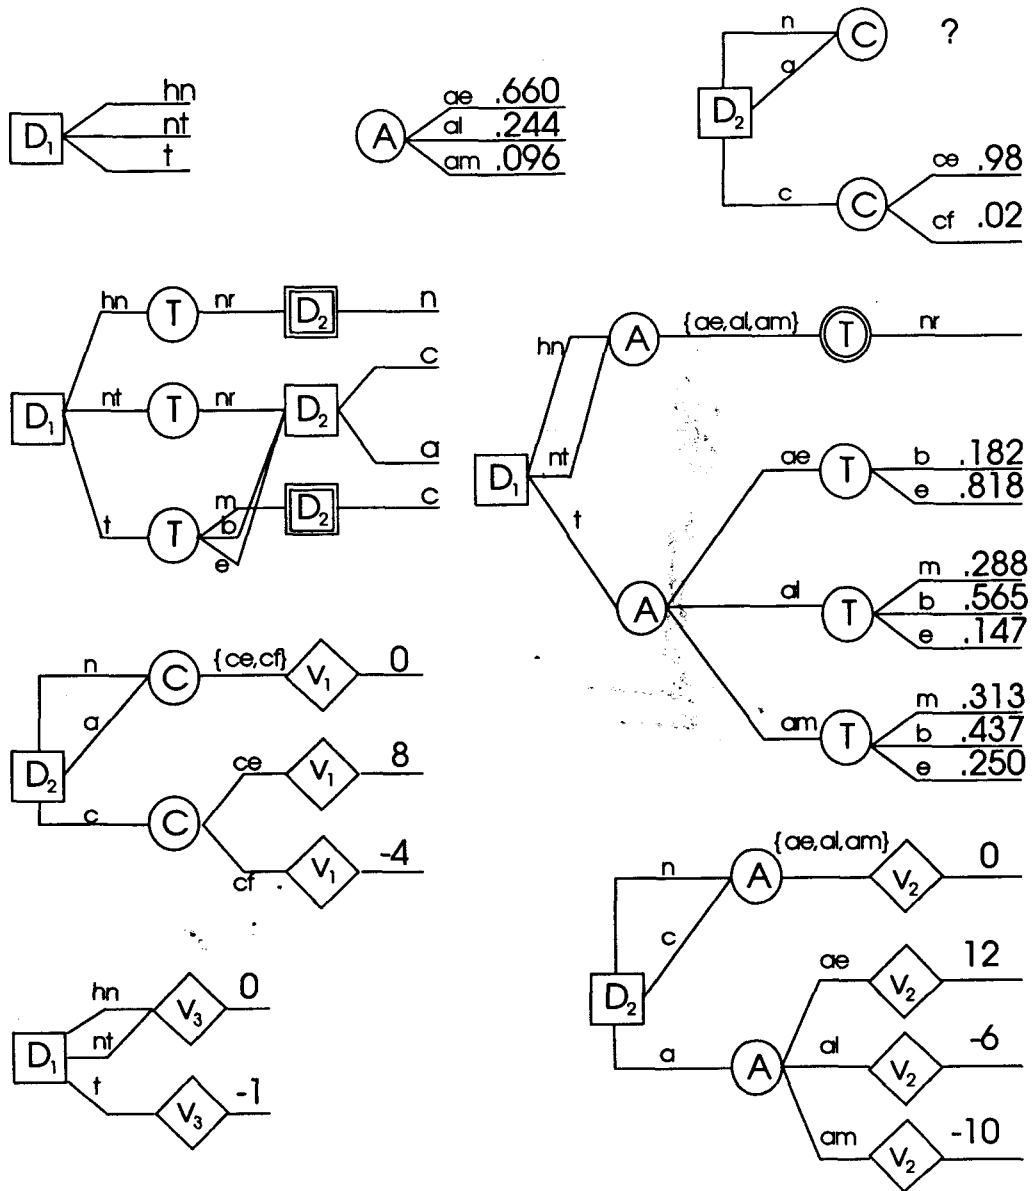 n
C ?
a
D₂
c C ce .98
cf .02
D₁ hn
nt
t
A ae .660
al .244
am .096
D₁ hn T nr D₂ n
nt T nr D₂ c
a
t T m D₂ c
b
e
D₁ hn A {ae,al,am} T nr
nt
t A ae T b .182
e .818
al T m .288
b .565
e .147
am T m .313
b .437
e .250
D₂ n C {ce,cf} V₁ 0
a
c C ce V₁ 8
cf V₁ -4
D₂ n A {ae,al,am} V₂ 0
c
a A ae V₂ 12
al V₂ -6
am V₂ -10
D₁ hn V₃ 0
nt
t V₃ -1